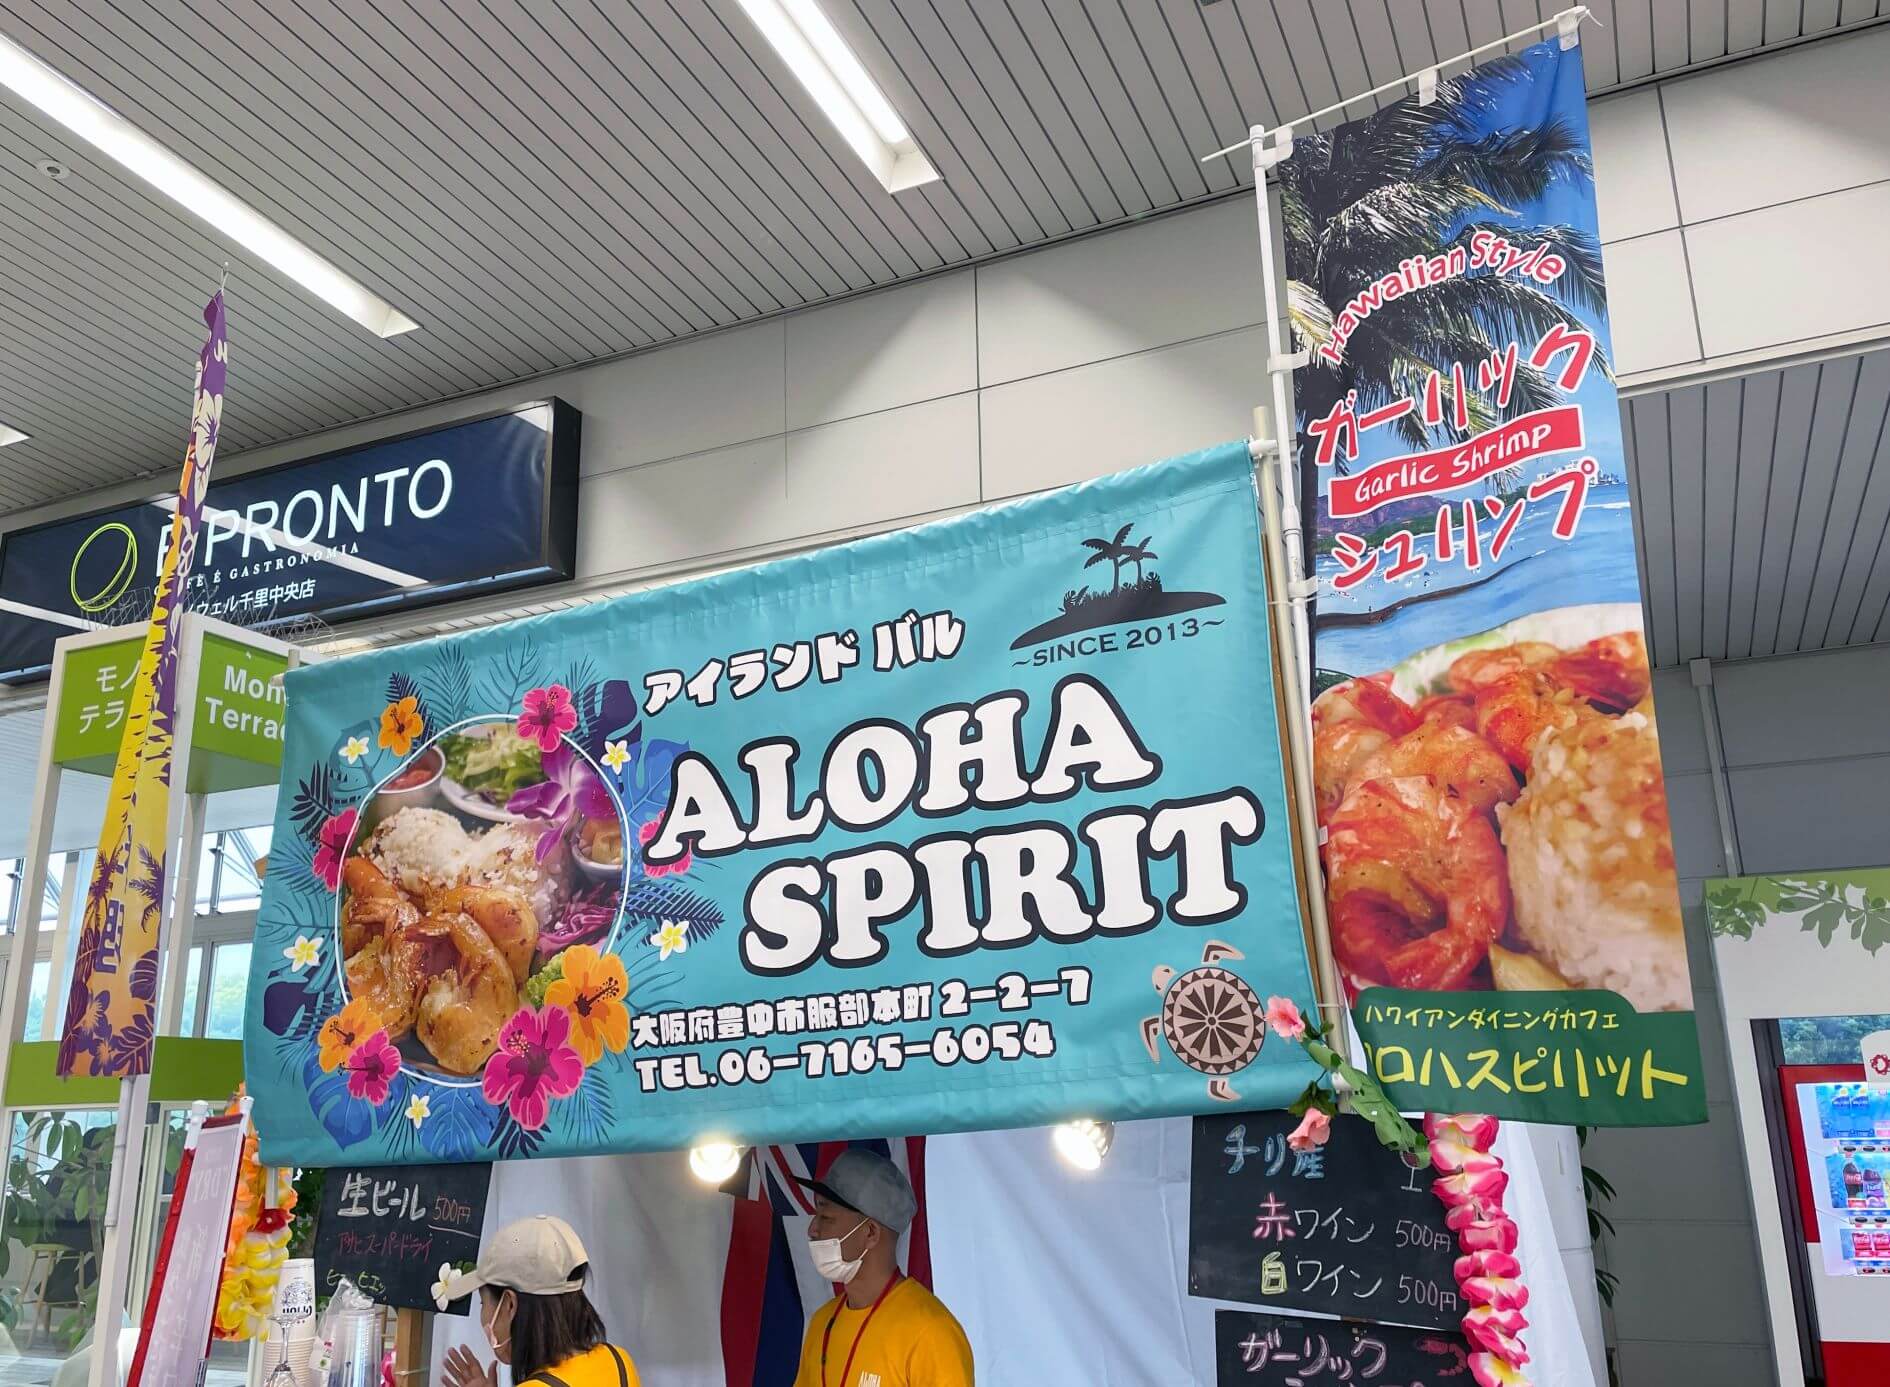 PRONTO
CAFFÈ É GASTRONOMIA
ウェル千里中央店
モノ
テラ
Mon
Terrac
アイランド バル
~SINCE 2013~
ALOHA
SPIRIT
大阪府豊中市服部本町 2-2-7
TEL.06-7165-6054
Hawaiian Style
ガーリック
Garlic Shrimp
シュリンプ
ハワイアンダイニングカフェ
ロハスピリット
生ビール 500円
アサヒスーパードライ
チリ産
赤ワイン 500円
白ワイン 500円
ガーリック
ALOHA